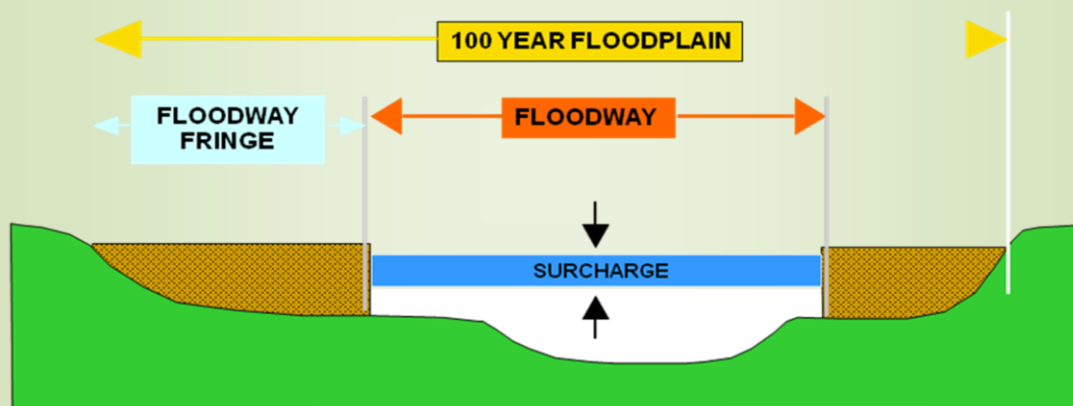 100 YEAR FLOODPLAIN
FLOODWAY
FRINGE
FLOODWAY
SURCHARGE